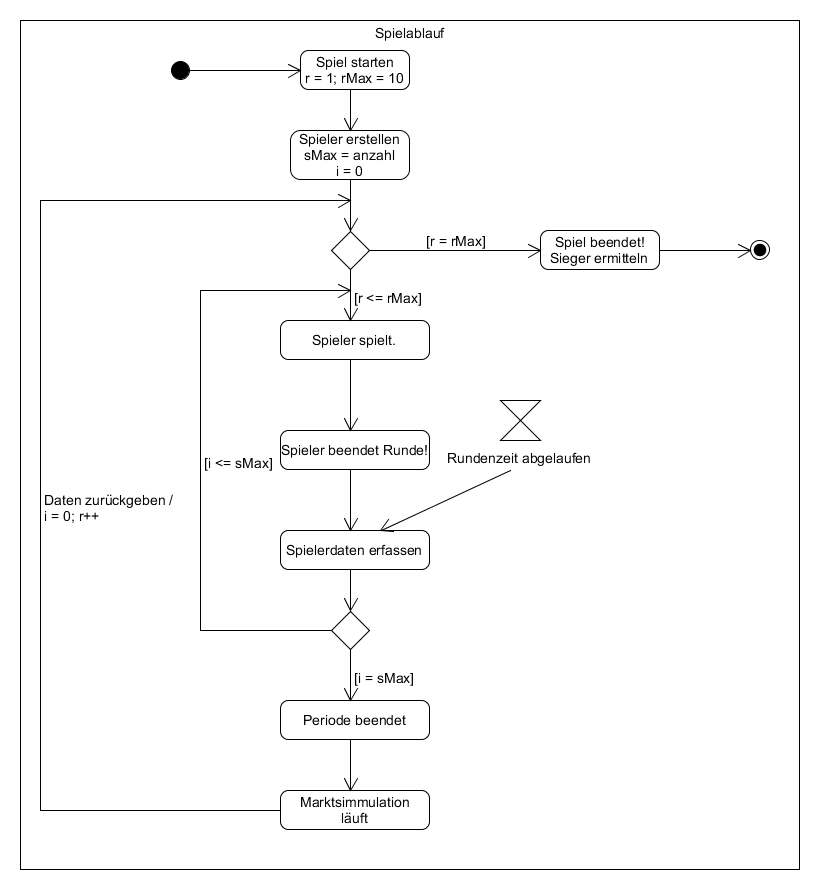 Spielablauf
Spiel starten
r = 1; rMax = 10
Spieler erstellen
sMax = anzahl
i = 0
[r = rMax]
Spiel beendet!
Sieger ermitteln
[r <= rMax]
Spieler spielt.
Spieler beendet Runde!
[i <= sMax]
Rundenzeit abgelaufen
Daten zurückgeben /
i = 0; r++
Spielerdaten erfassen
[i = sMax]
Periode beendet
Marktsimmulation
läuft